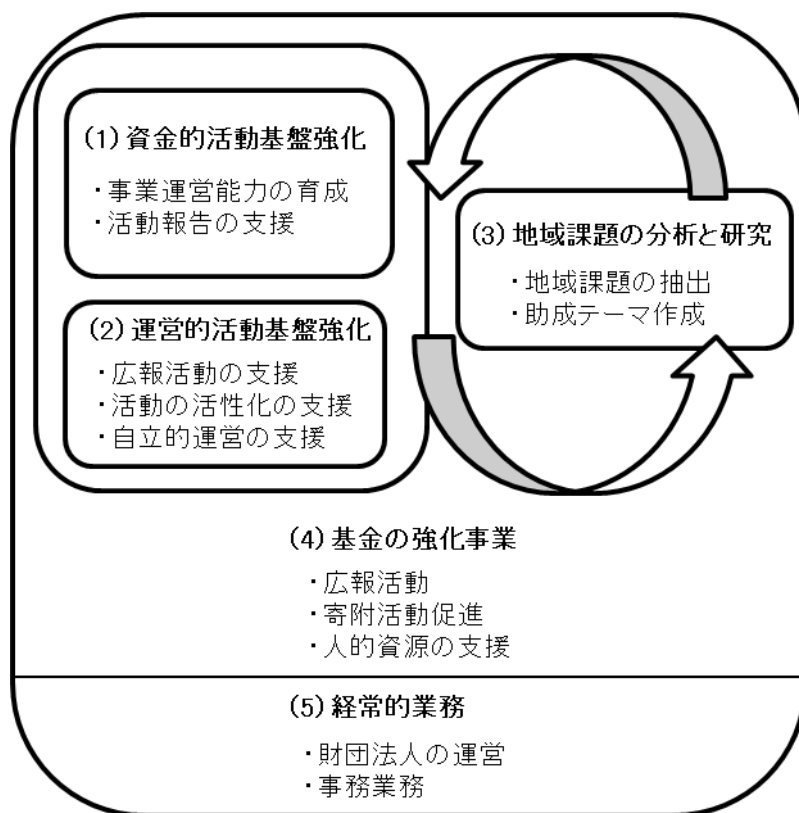 (1) 資金的活動基盤強化
・事業運営能力の育成
・活動報告の支援
(2) 運営的活動基盤強化
・広報活動の支援
・活動の活性化の支援
・自立的運営の支援
(3) 地域課題の分析と研究
・地域課題の抽出
・助成テーマ作成
(4) 基金の強化事業
・広報活動
・寄附活動促進
・人的資源の支援
(5) 経常的業務
・財団法人の運営
・事務業務